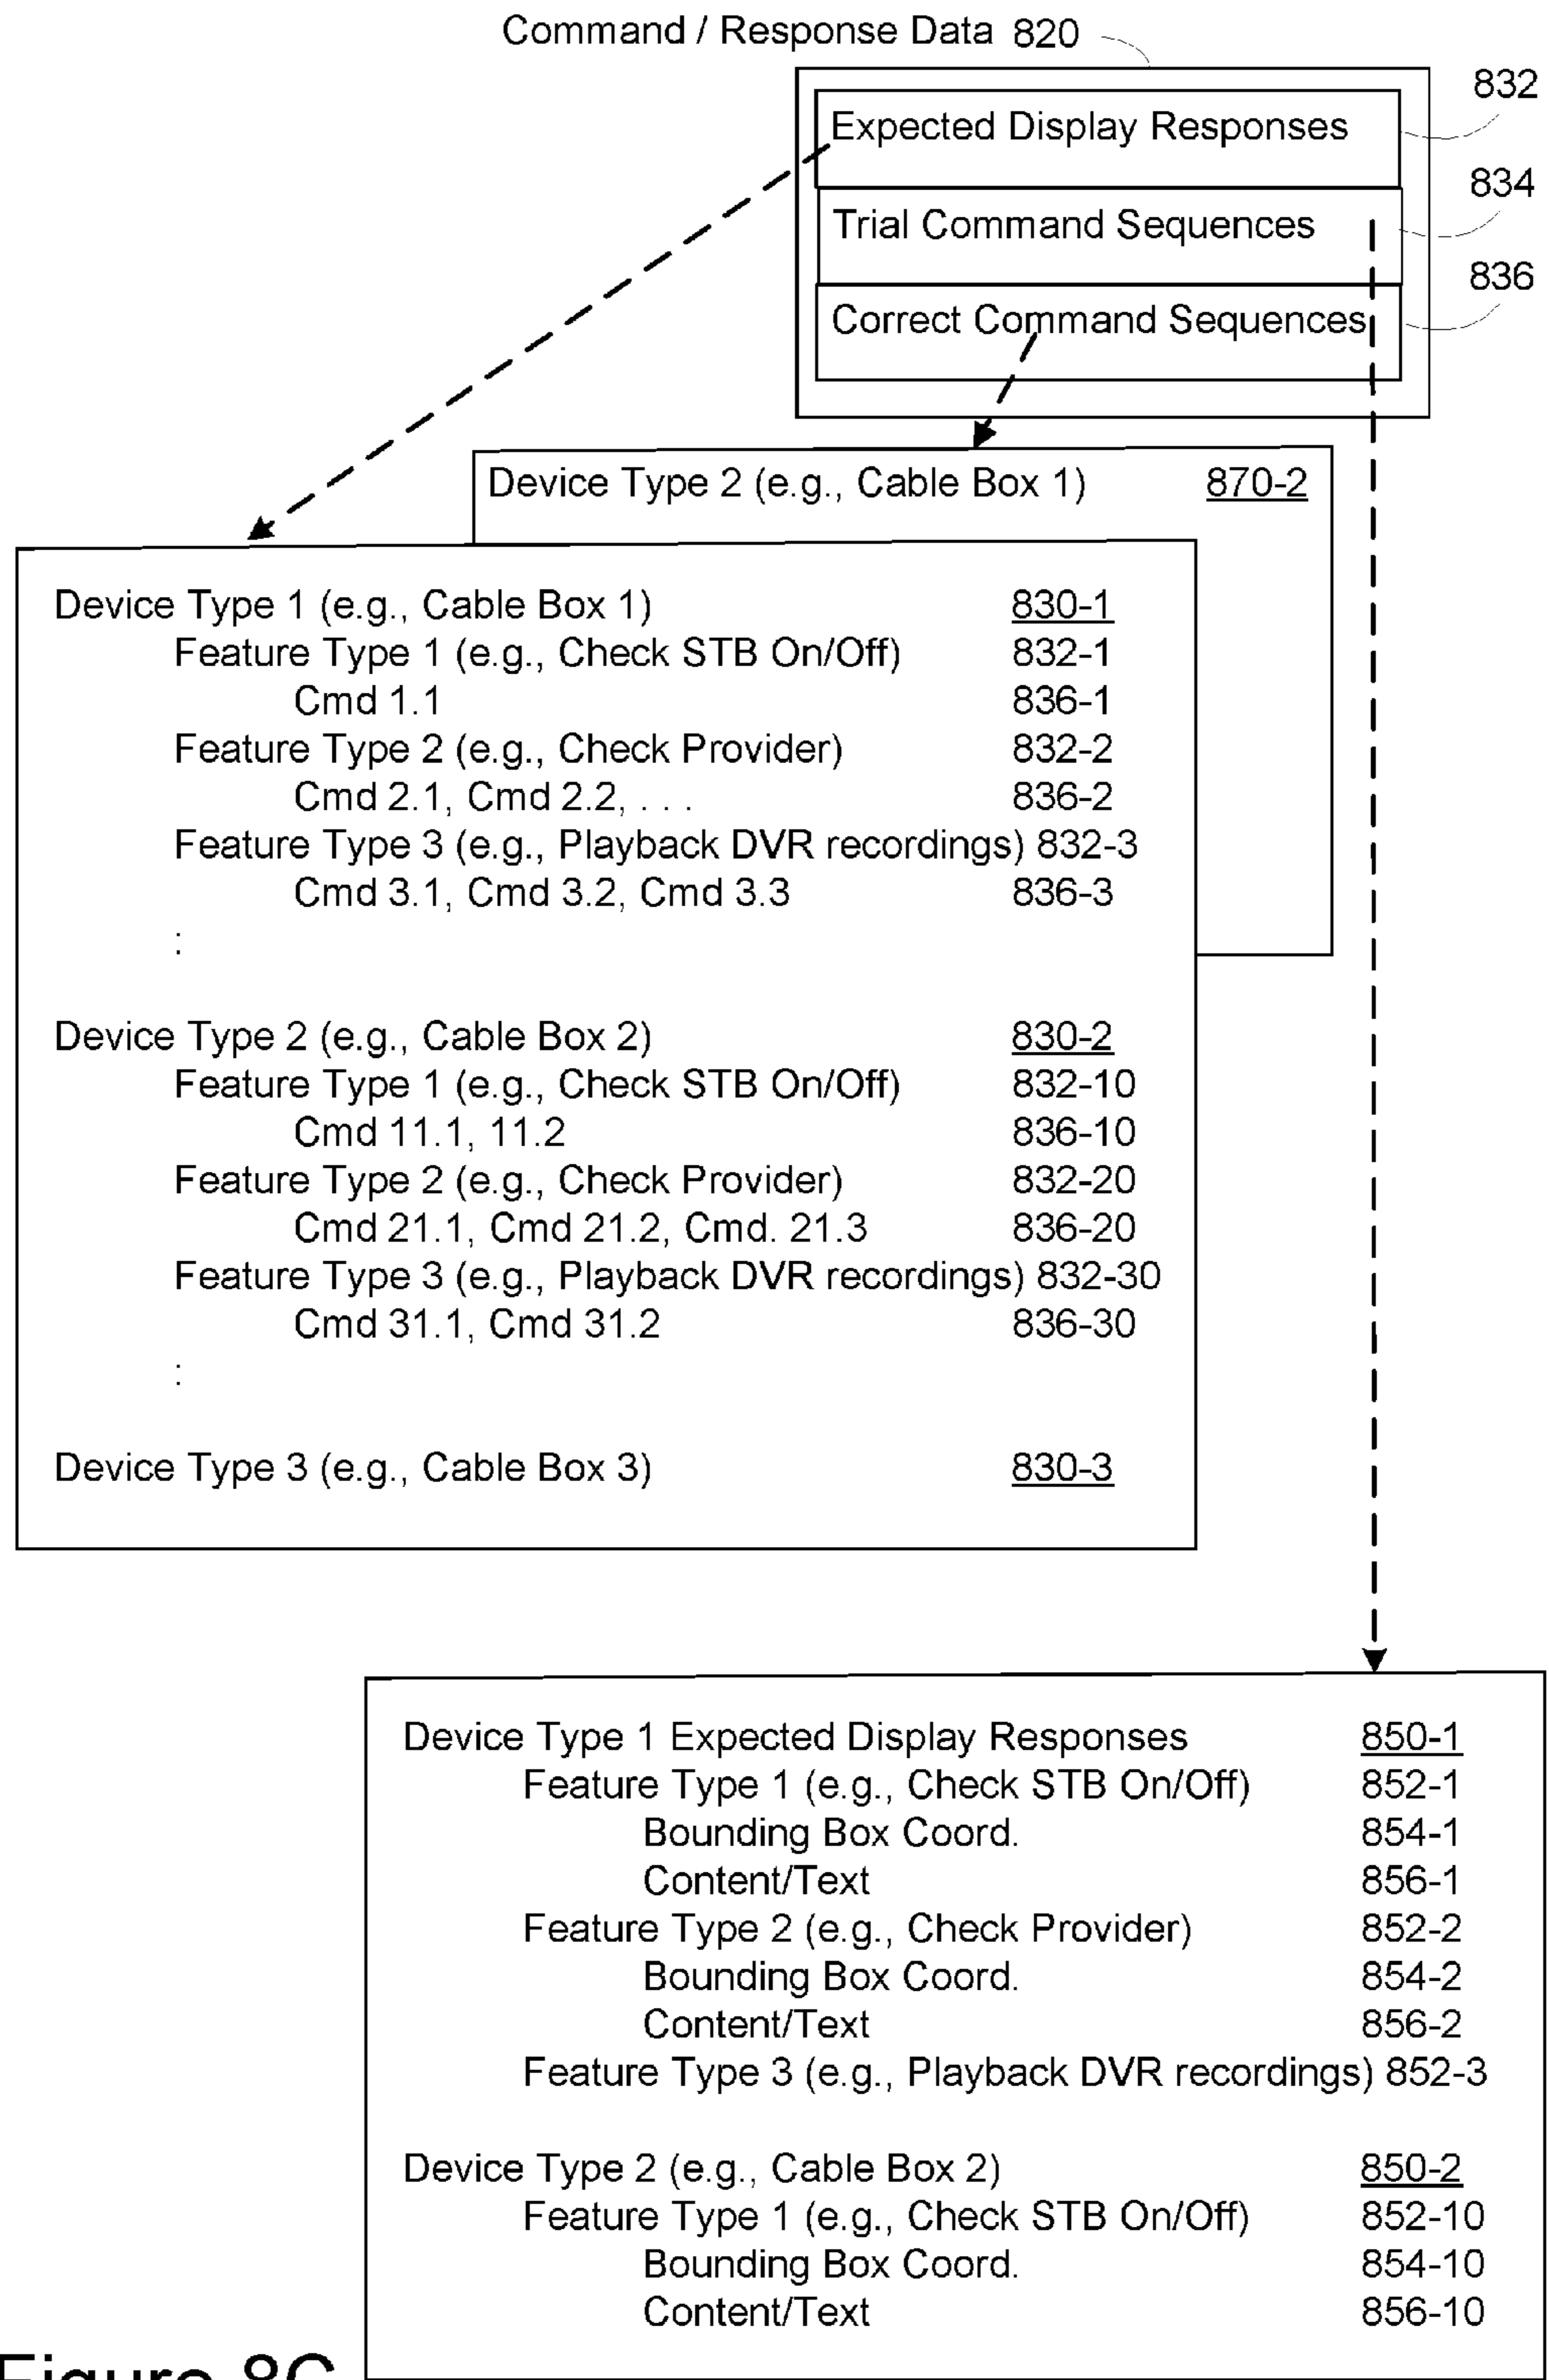 Command / Response Data 820
832
Expected Display Responses
834
Trial Command Sequences
836
Correct Command Sequences
Device Type 2 (e.g., Cable Box 1) 870-2
Device Type 1 (e.g., Cable Box 1) 830-1
Feature Type 1 (e.g., Check STB On/Off) 832-1
Cmd 1.1 836-1
Feature Type 2 (e.g., Check Provider) 832-2
Cmd 2.1, Cmd 2.2, . . . 836-2
Feature Type 3 (e.g., Playback DVR recordings) 832-3
Cmd 3.1, Cmd 3.2, Cmd 3.3 836-3
:
Device Type 2 (e.g., Cable Box 2) 830-2
Feature Type 1 (e.g., Check STB On/Off) 832-10
Cmd 11.1, 11.2 836-10
Feature Type 2 (e.g., Check Provider) 832-20
Cmd 21.1, Cmd 21.2, Cmd. 21.3 836-20
Feature Type 3 (e.g., Playback DVR recordings) 832-30
Cmd 31.1, Cmd 31.2 836-30
:
Device Type 3 (e.g., Cable Box 3) 830-3
Device Type 1 Expected Display Responses 850-1
Feature Type 1 (e.g., Check STB On/Off) 852-1
Bounding Box Coord. 854-1
Content/Text 856-1
Feature Type 2 (e.g., Check Provider) 852-2
Bounding Box Coord. 854-2
Content/Text 856-2
Feature Type 3 (e.g., Playback DVR recordings) 852-3
Device Type 2 (e.g., Cable Box 2) 850-2
Feature Type 1 (e.g., Check STB On/Off) 852-10
Bounding Box Coord. 854-10
Content/Text 856-10
Figure 8C